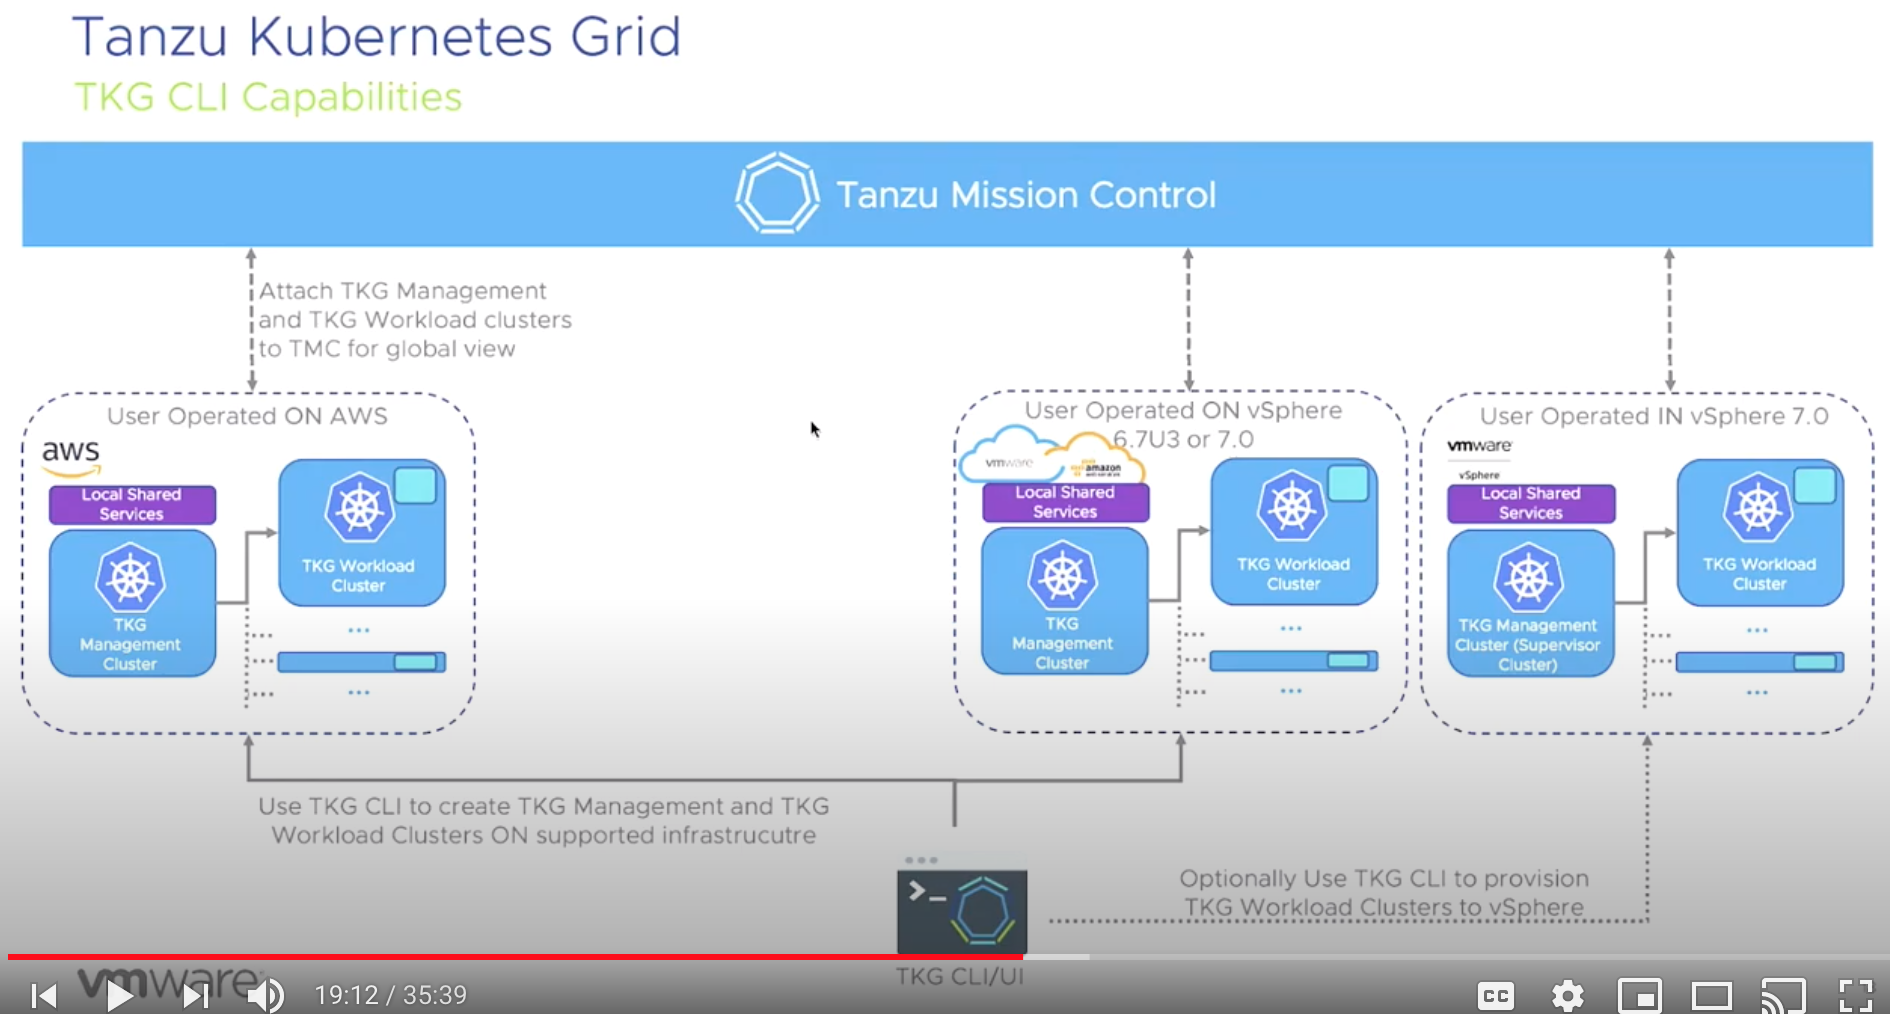 Tanzu Kubernetes Grid
TKG CLI Capabilities
Tanzu Mission Control
Attach TKG Management
and TKG Workload clusters
to TMC for global view
User Operated ON AWS
aws
Local Shared
Services
TKG
Management
Cluster
TKG Workload
Cluster
...
...
...
...
...
User Operated ON vSphere
6.7U3 or 7.0
vmware
amazon
Local Shared
Services
TKG
Management
Cluster
TKG Workload
Cluster
...
...
...
...
...
User Operated IN vSphere 7.0
vmware
vSphere
Local Shared
Services
TKG Management
Cluster (Supervisor
Cluster)
TKG Workload
Cluster
...
...
...
...
...
Use TKG CLI to create TKG Management and TKG
Workload Clusters ON supported infrastrucutre
Optionally Use TKG CLI to provision
TKG Workload Clusters to vSphere
>_
TKG CLI/UI
vmware
19:12 / 35:39
CC